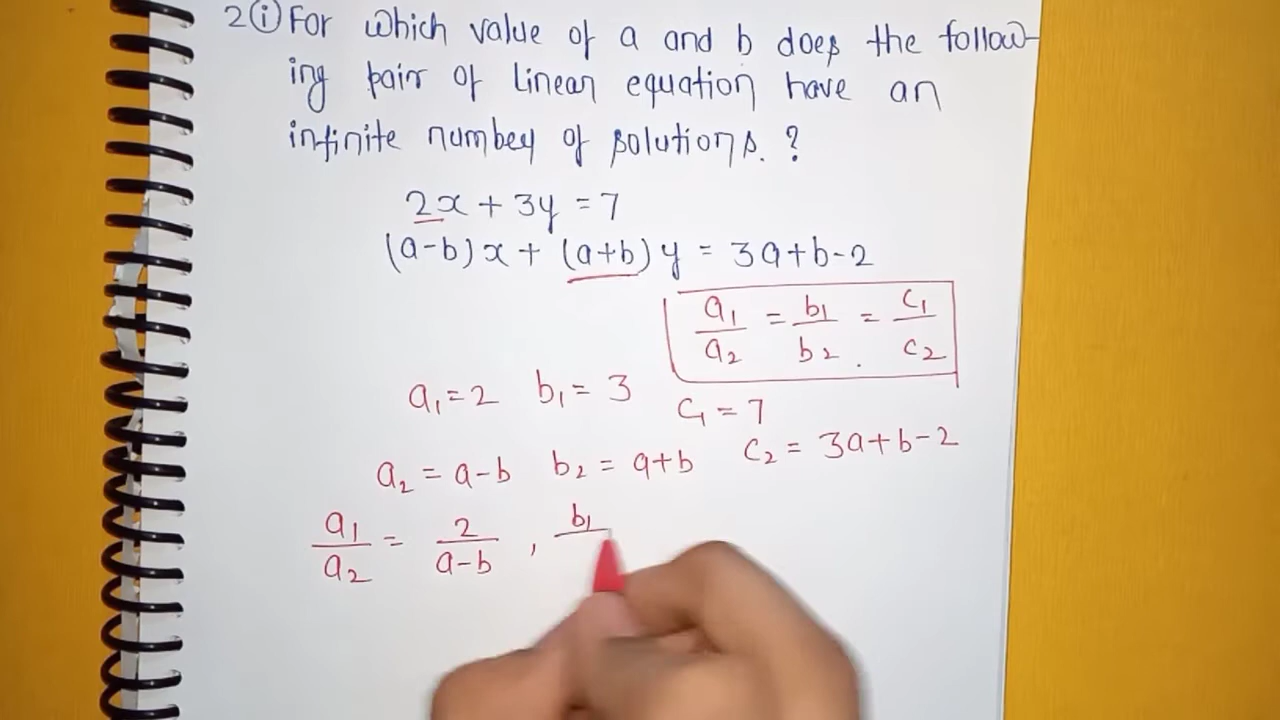 2 ⓘ For which value of a and b does the follow-
ing pair of linear equation have an
infinite number of solutions. ?
2x + 3y = 7
(a-b)x + (a+b)y = 3a+b-2
a₁/a₂ = b₁/b₂ = c₁/c₂
a₁ = 2 b₁ = 3 c₁ = 7
a₂ = a-b b₂ = a+b c₂ = 3a+b-2
a₁/a₂ = 2/(a-b) , b₁